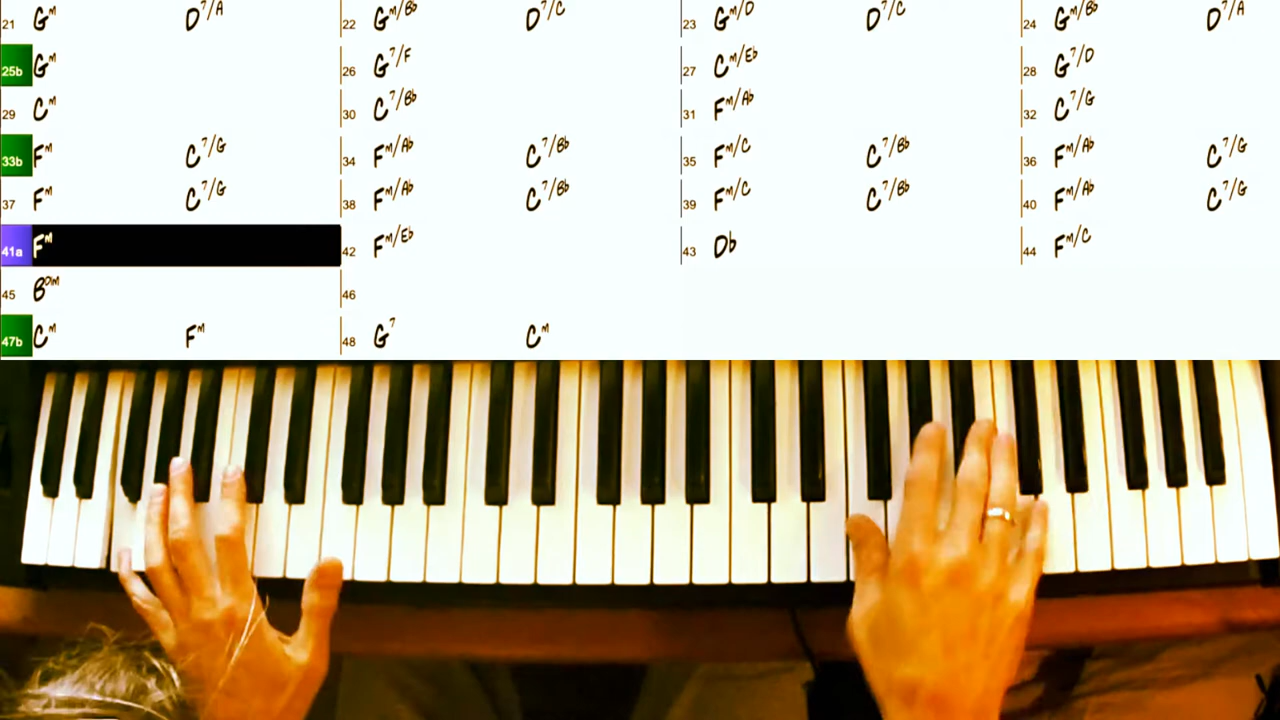 21 Gm D7/A 22 Gm/Bb D7/C 23 Gm/D D7/C 24 Gm/Bb D7/A
25b Gm 26 G7/F 27 Cm/Eb 28 G7/D
29 Cm 30 C7/Bb 31 Fm/Ab 32 C7/G
33b Fm C7/G 34 Fm/Ab C7/Bb 35 Fm/C C7/Bb 36 Fm/Ab C7/G
37 Fm C7/G 38 Fm/Ab C7/Bb 39 Fm/C C7/Bb 40 Fm/Ab C7/G
41a Fm 42 Fm/Eb 43 Db 44 Fm/C
45 Bdim 46
47b Cm Fm 48 G7 Cm